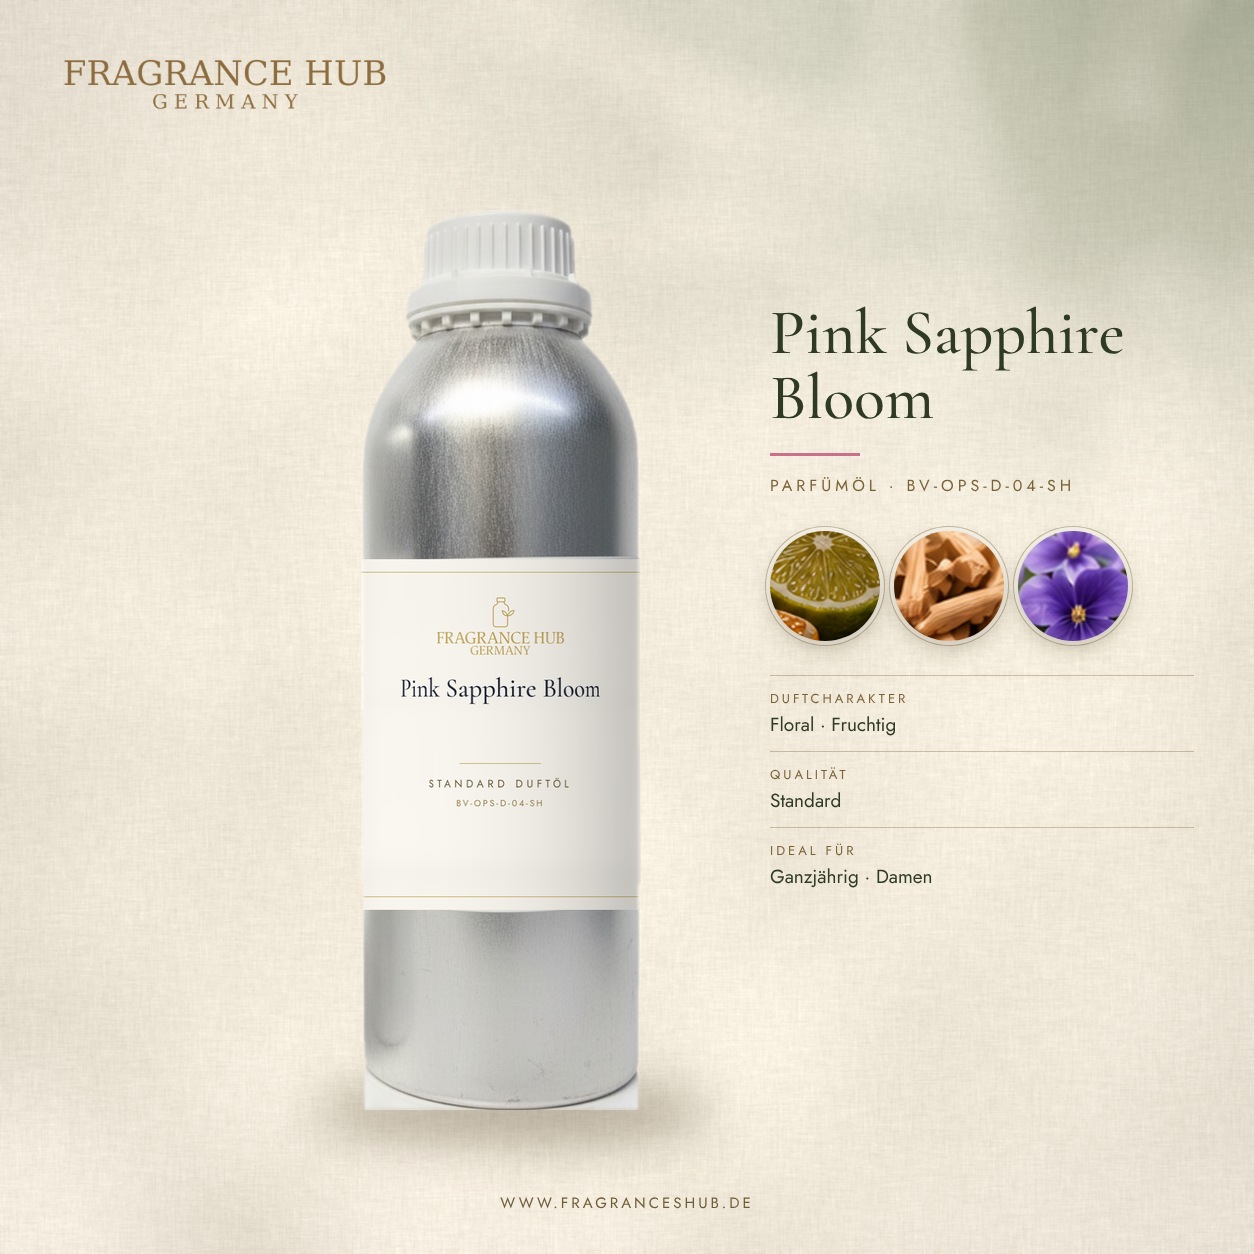 FRAGRANCE HUB
GERMANY
Pink Sapphire
Bloom
PARFÜMÖL · BV-OPS-D-04-SH
DUFTCHARAKTER
Floral · Fruchtig
QUALITÄT
Standard
IDEAL FÜR
Ganzjährig · Damen
FRAGRANCE HUB
GERMANY
Pink Sapphire Bloom
STANDARD DUFTÖL
BV-OPS-D-04-SH
WWW.FRAGRANCESHUB.DE